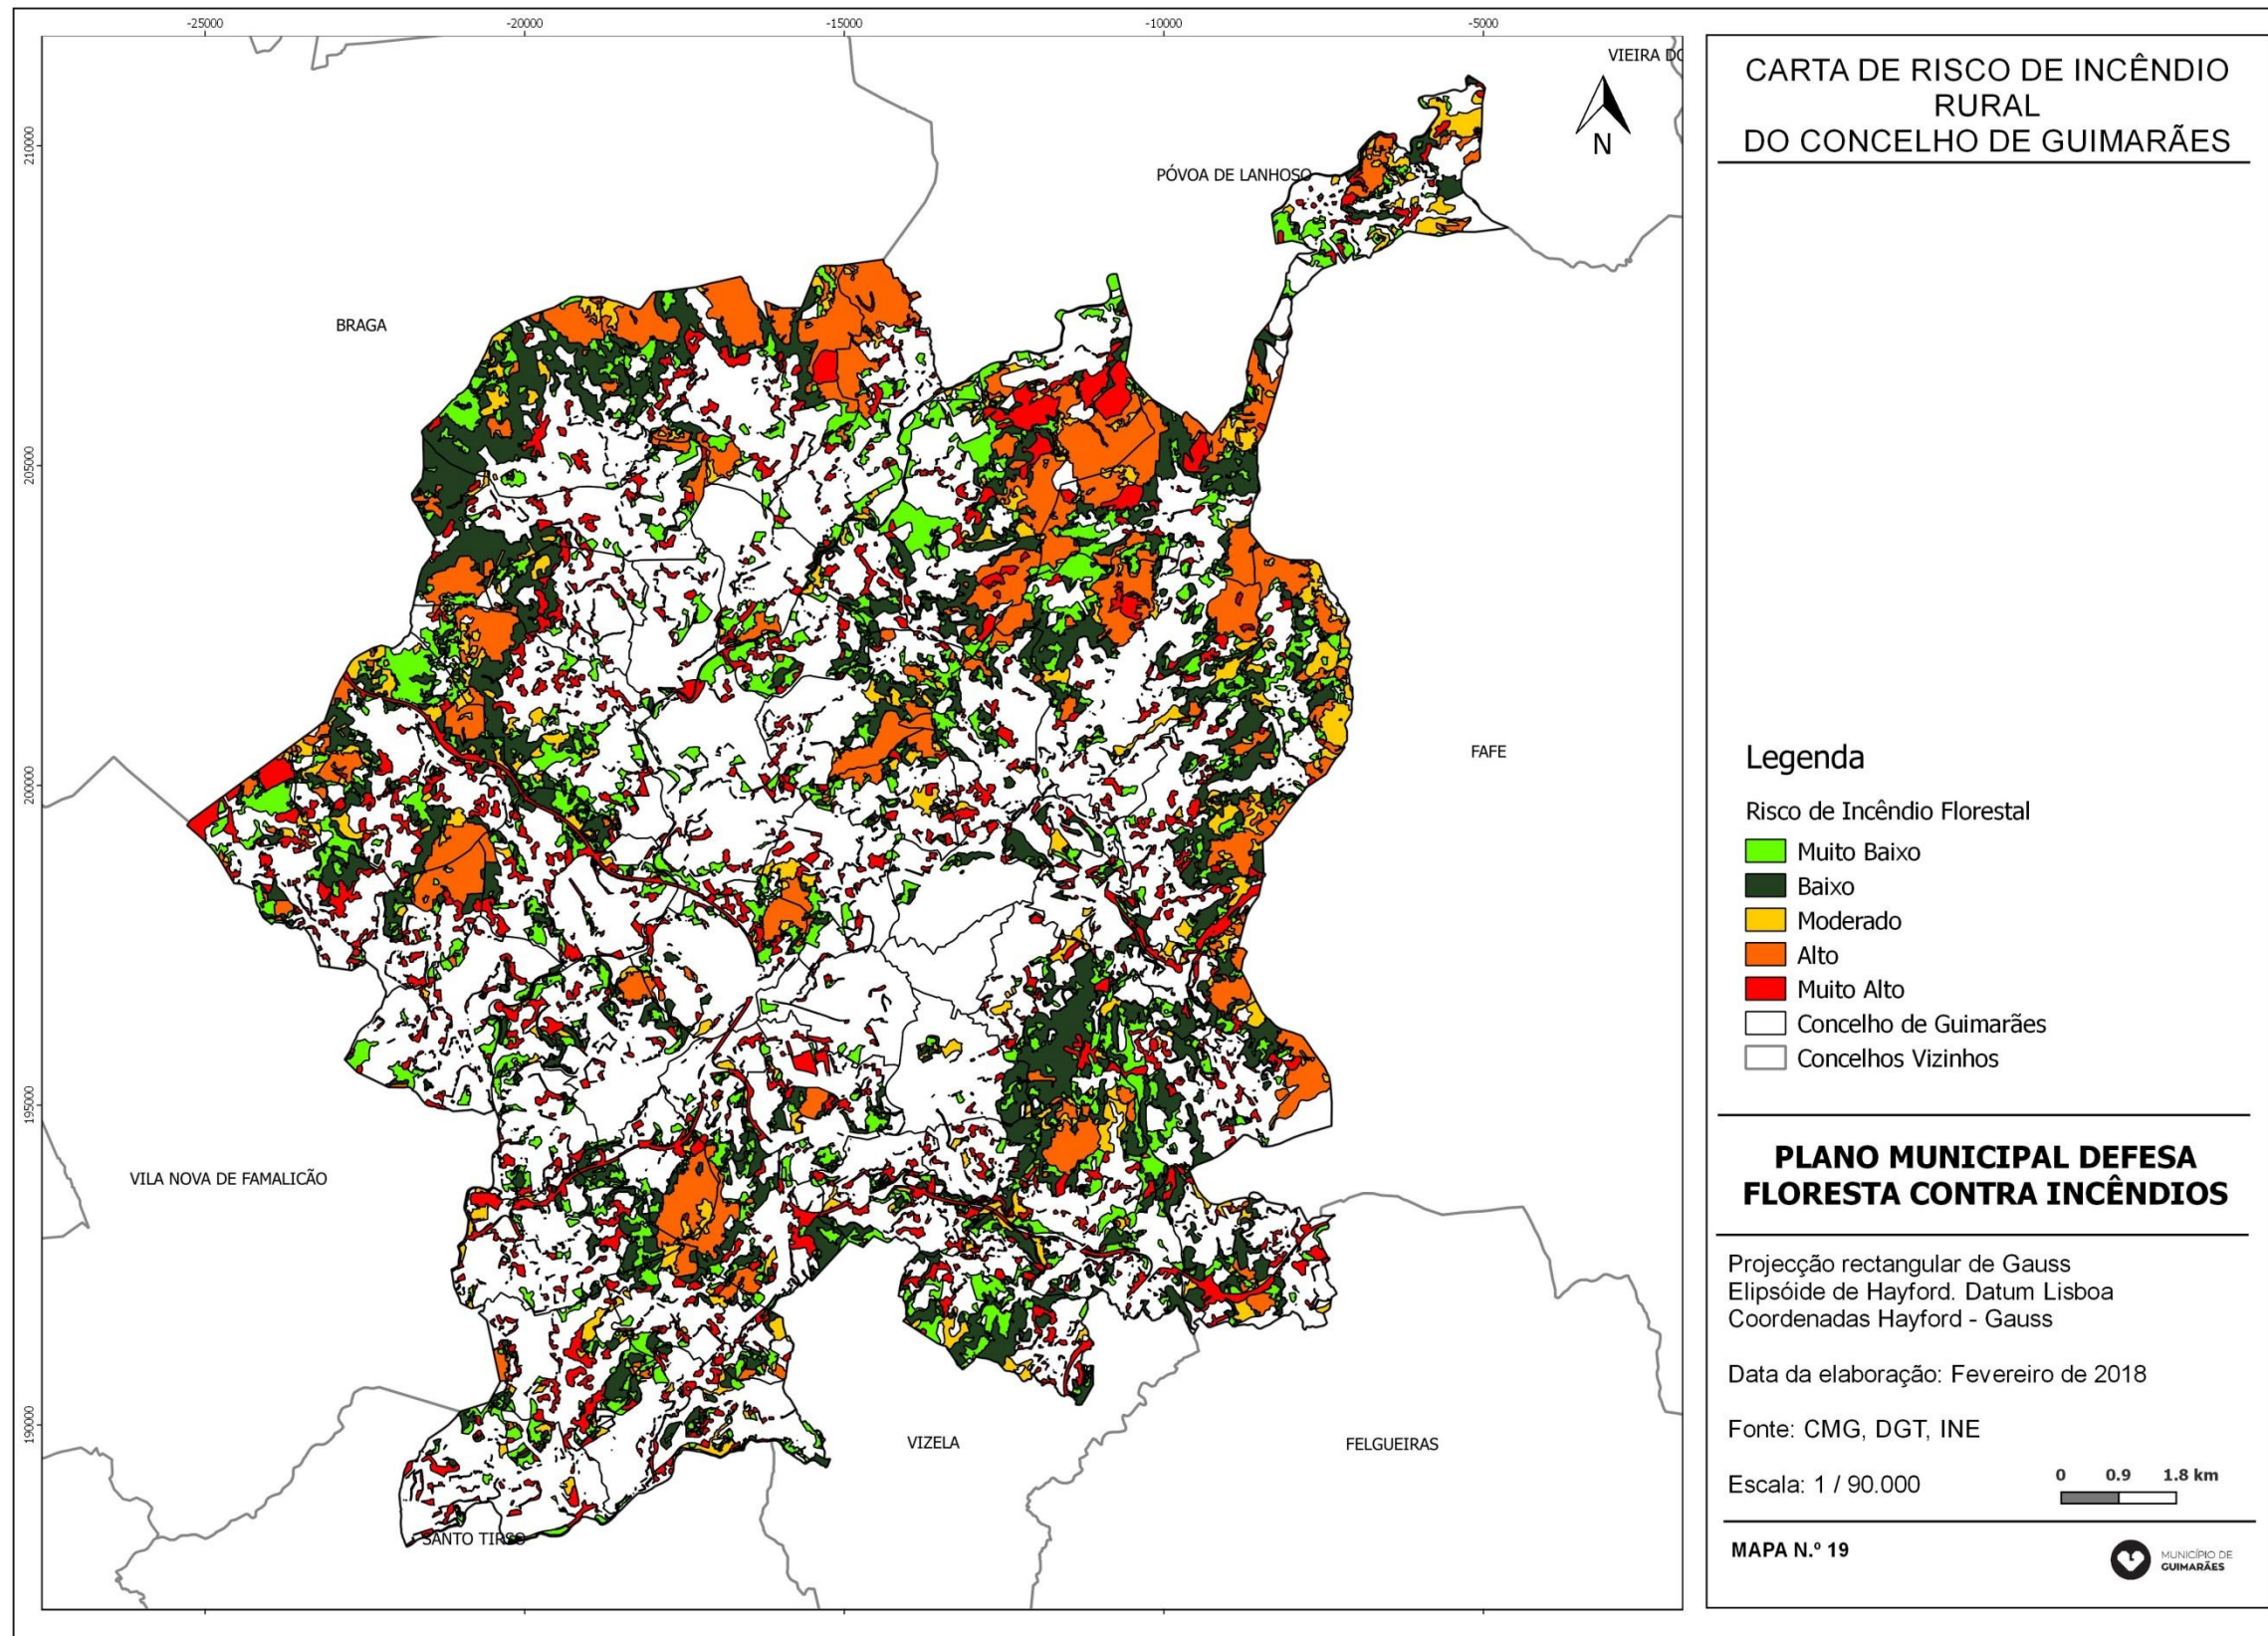 -25000
-20000
-15000
-10000
-5000
210000
205000
200000
195000
190000
VIEIRA DO
PÓVOA DE LANHOSO
N
BRAGA
FAFE
VILA NOVA DE FAMALICÃO
VIZELA
FELGUEIRAS
SANTO TIRSO
CARTA DE RISCO DE INCÊNDIO
RURAL
DO CONCELHO DE GUIMARÃES
Legenda
Risco de Incêndio Florestal
Muito Baixo
Baixo
Moderado
Alto
Muito Alto
Concelho de Guimarães
Concelhos Vizinhos
PLANO MUNICIPAL DEFESA
FLORESTA CONTRA INCÊNDIOS
Projecção rectangular de Gauss
Elipsóide de Hayford. Datum Lisboa
Coordenadas Hayford - Gauss
Data da elaboração: Fevereiro de 2018
Fonte: CMG, DGT, INE
Escala: 1 / 90.000
0 0.9 1.8 km
MAPA N.º 19
MUNICÍPIO DE
GUIMARÃES